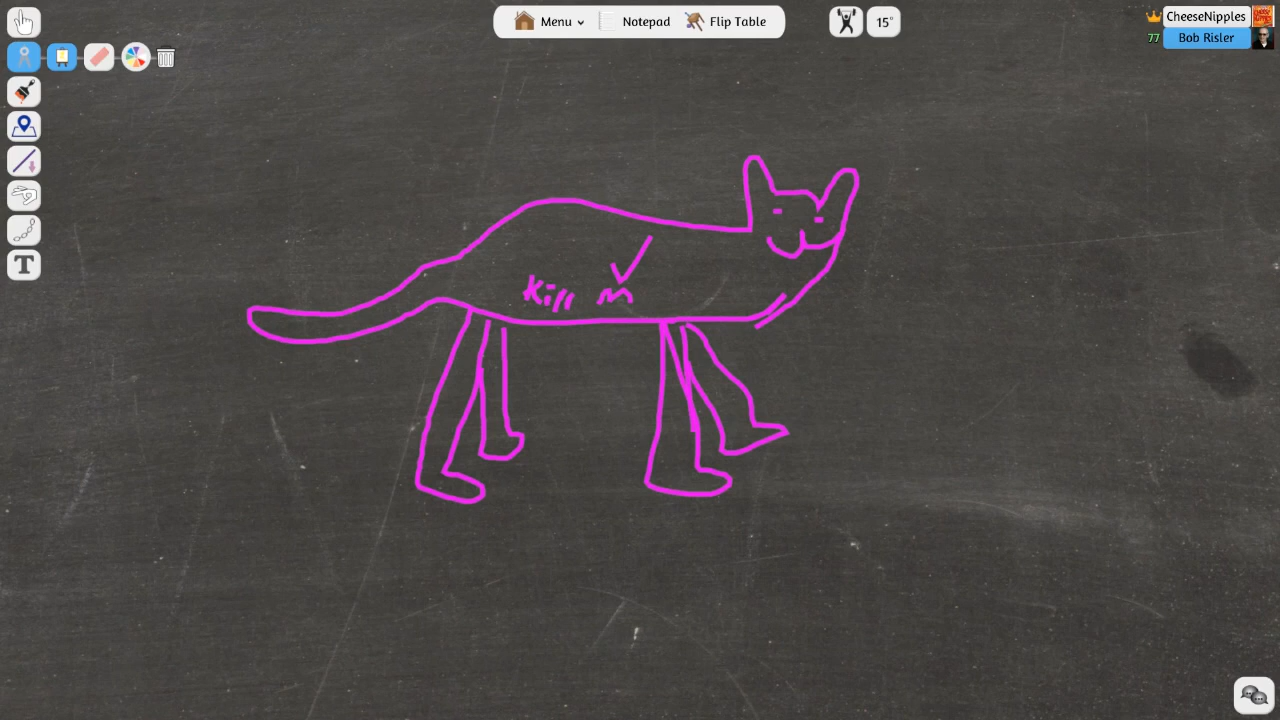 Menu
Notepad
Flip Table
15°
CheeseNipples
77
Bob Risler
T
Kill m